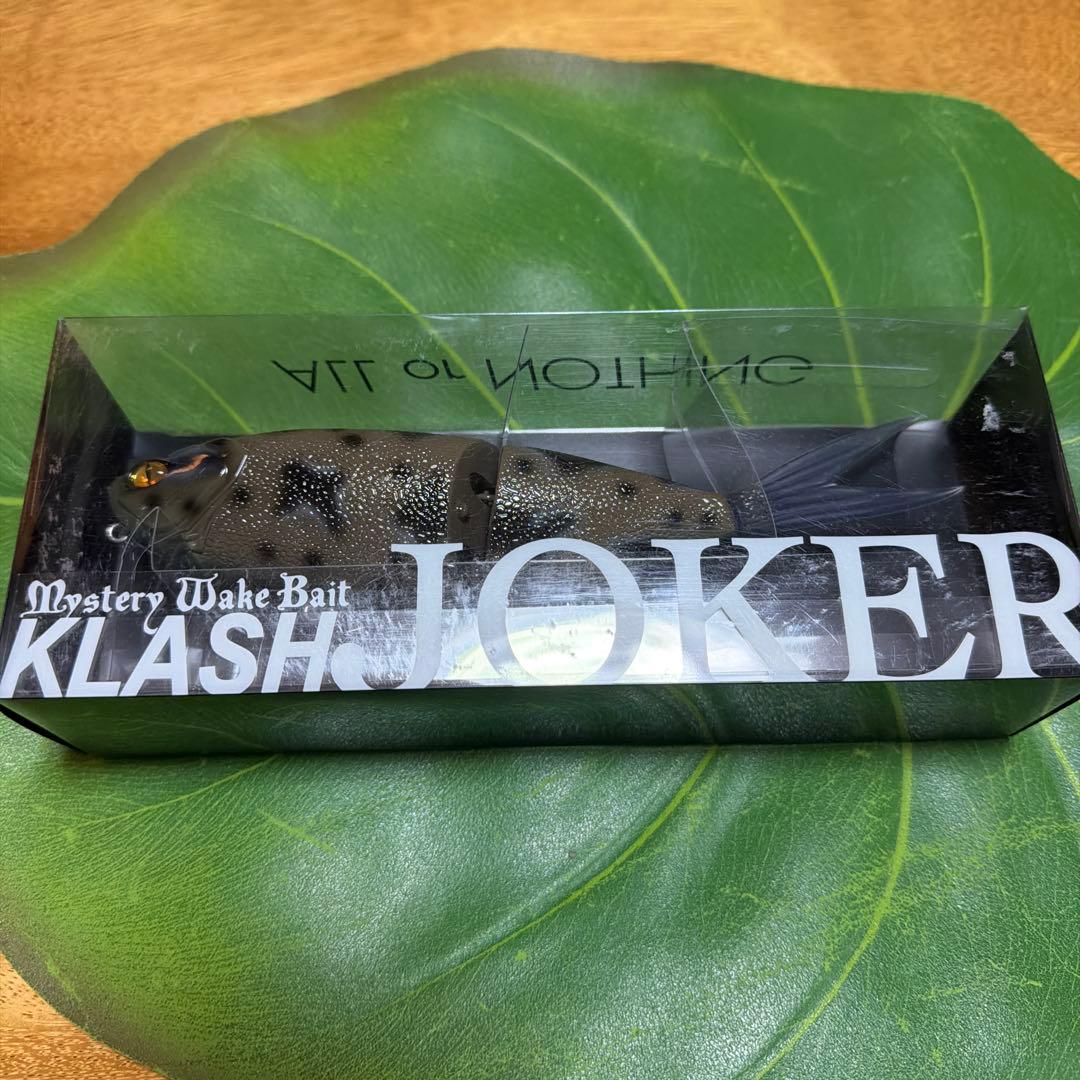 ALL or NOTHING
Mystery Wake Bait
KLASH JOKER